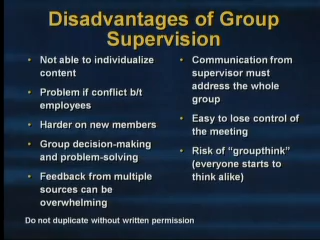 Disadvantages of Group
Supervision
• Not able to individualize
content
• Problem if conflict b/t
employees
• Harder on new members
• Group decision-making
and problem-solving
• Feedback from multiple
sources can be
overwhelming
• Communication from
supervisor must
address the whole
group
• Easy to lose control of
the meeting
• Risk of “groupthink”
(everyone starts to
think alike)
Do not duplicate without written permission